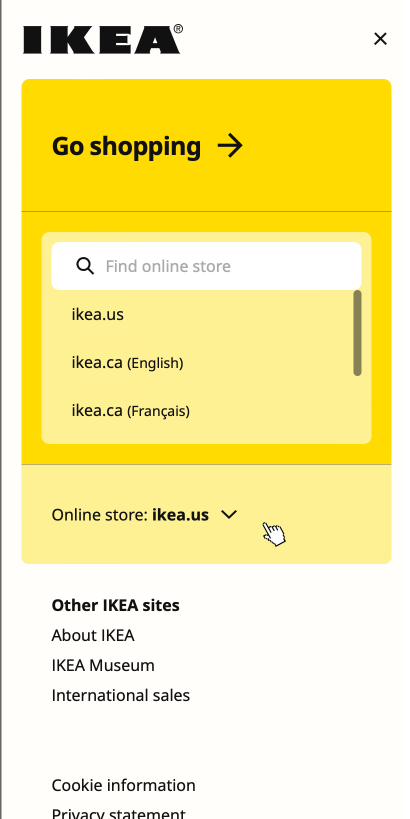 IKEA®
Go shopping
Find online store
ikea.us
ikea.ca (English)
ikea.ca (Français)
Online store: ikea.us
Other IKEA sites
About IKEA
IKEA Museum
International sales
Cookie information
Privacy statement